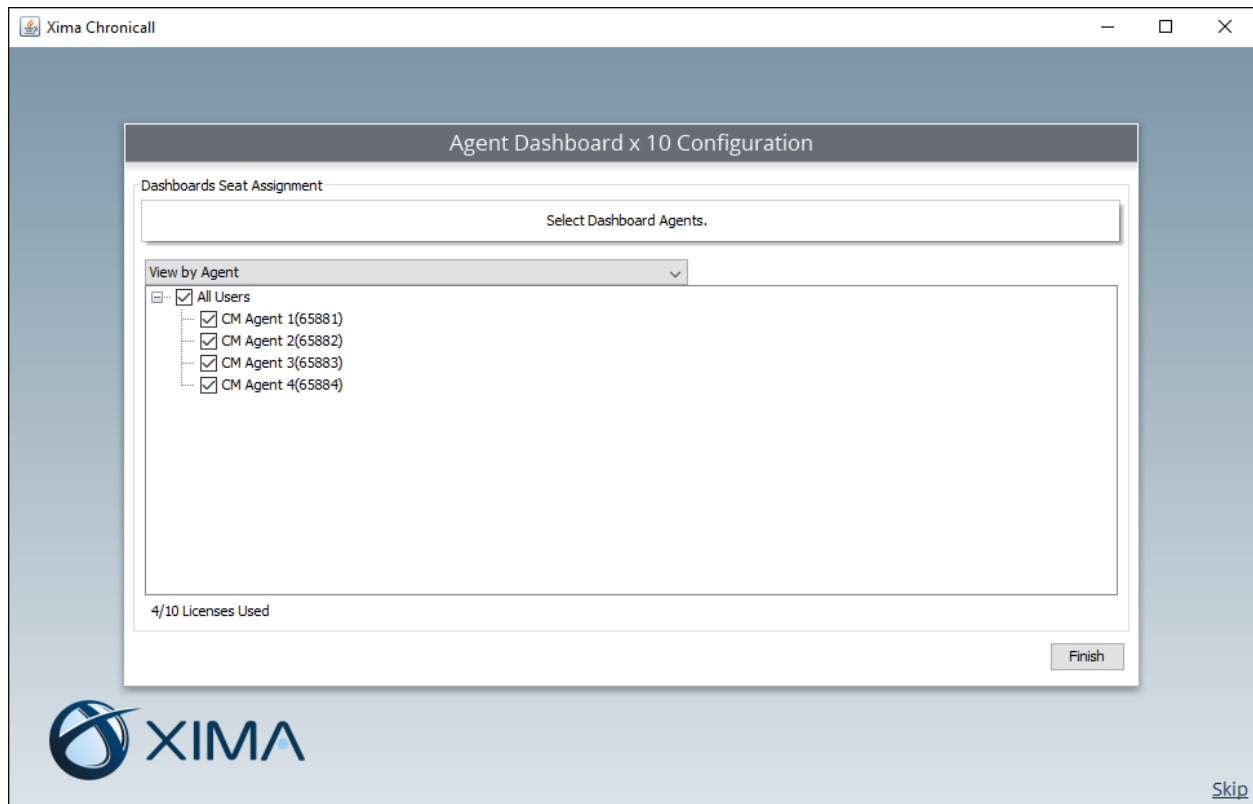 Xima Chronicall
Agent Dashboard x 10 Configuration
Dashboards Seat Assignment
Select Dashboard Agents.
View by Agent
All Users
CM Agent 1(65881)
CM Agent 2(65882)
CM Agent 3(65883)
CM Agent 4(65884)
4/10 Licenses Used
Finish
XIMA
Skip